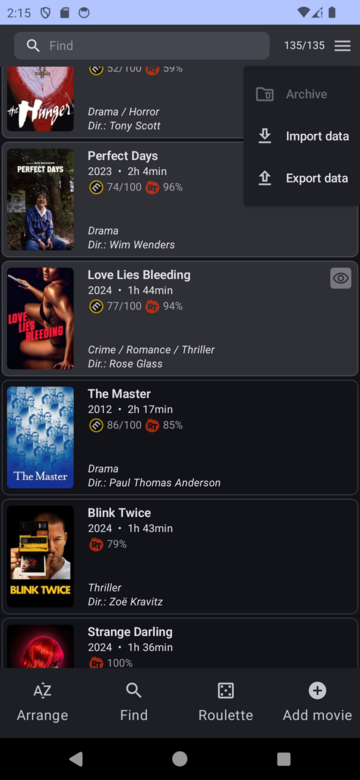 2:15
Find
135/135
Archive
Import data
Export data
52/100 59%
the Hunger
Drama / Horror
Dir.: Tony Scott
PERFECT DAYS
Perfect Days
2023 • 2h 4min
74/100 96%
Drama
Dir.: Wim Wenders
LOVE LIES BLEEDING
Love Lies Bleeding
2024 • 1h 44min
77/100 94%
Crime / Romance / Thriller
Dir.: Rose Glass
The Master
The Master
2012 • 2h 17min
86/100 85%
Drama
Dir.: Paul Thomas Anderson
BLINK TWICE
Blink Twice
2024 • 1h 43min
RT 79%
Thriller
Dir.: Zoë Kravitz
Strange Darling
2024 • 1h 36min
RT 100%
AZ
Arrange
Find
Roulette
Add movie